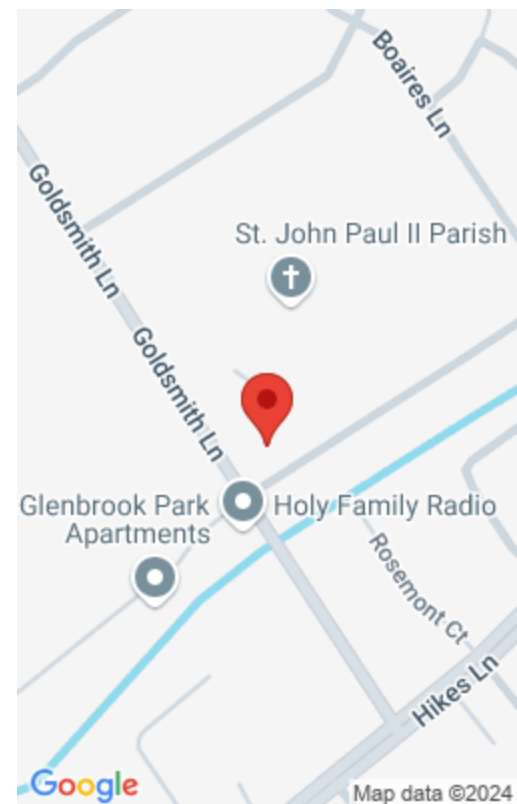 Boaires Ln
Goldsmith Ln
St. John Paul II Parish
Goldsmith Ln
Glenbrook Park
Apartments
Holy Family Radio
Rosemont Ct
Hikes Ln
Google
Map data ©2024